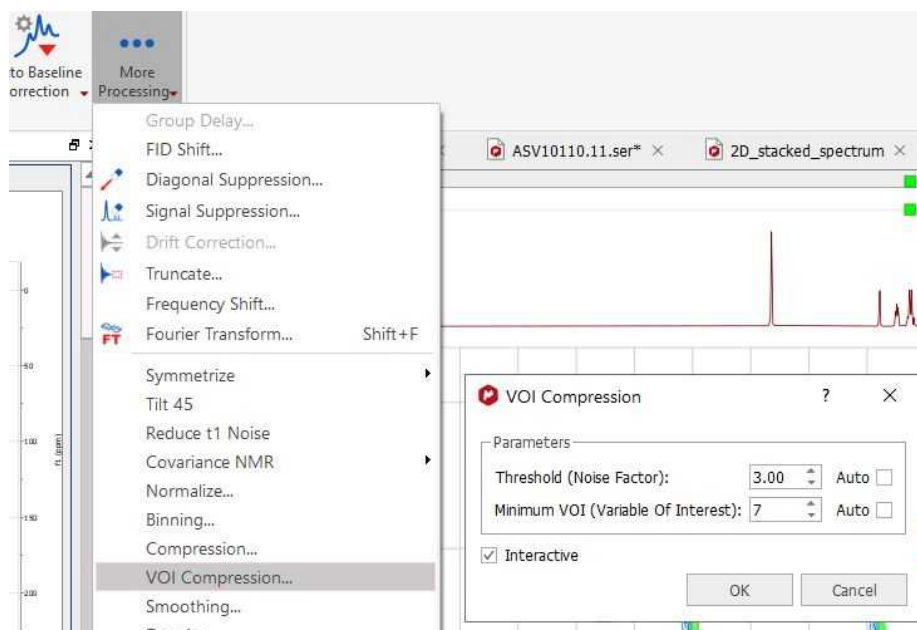 to Baseline
orrection
More
Processing
Group Delay...
FID Shift...
Diagonal Suppression...
Signal Suppression...
Drift Correction...
Truncate...
Frequency Shift...
FT Fourier Transform... Shift+F
Symmetrize
Tilt 45
Reduce t1 Noise
Covariance NMR
Normalize...
Binning...
Compression...
VOI Compression...
Smoothing...
ASV10110.11.ser* ×
2D_stacked_spectrum ×
0
50
100
150
200
f1 (ppm)
VOI Compression ? ×
Parameters
Threshold (Noise Factor): 3.00 Auto
Minimum VOI (Variable Of Interest): 7 Auto
Interactive
OK Cancel